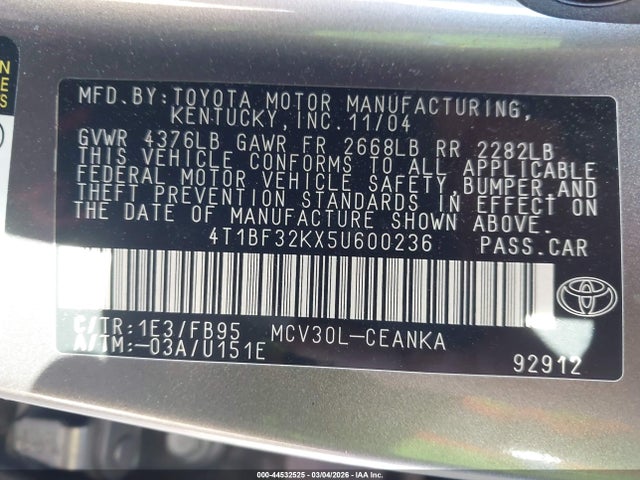 N
E
S
MFD.BY:TOYOTA MOTOR MANUFACTURING,
KENTUCKY, INC. 11/04
GVWR 4376LB GAWR FR 2668LB RR 2282LB
THIS VEHICLE CONFORMS TO ALL APPLICABLE
FEDERAL MOTOR VEHICLE SAFETY, BUMPER AND
THEFT PREVENTION STANDARDS IN EFFECT ON
THE DATE OF MANUFACTURE SHOWN ABOVE.
4T1BF32KX5U600236 PASS.CAR
C/TR:1E3/FB95 MCV30L-CEANKA
A/TM:-03A/U151E
92912
000-44532525 - 03/04/2026 - © IAA Inc.